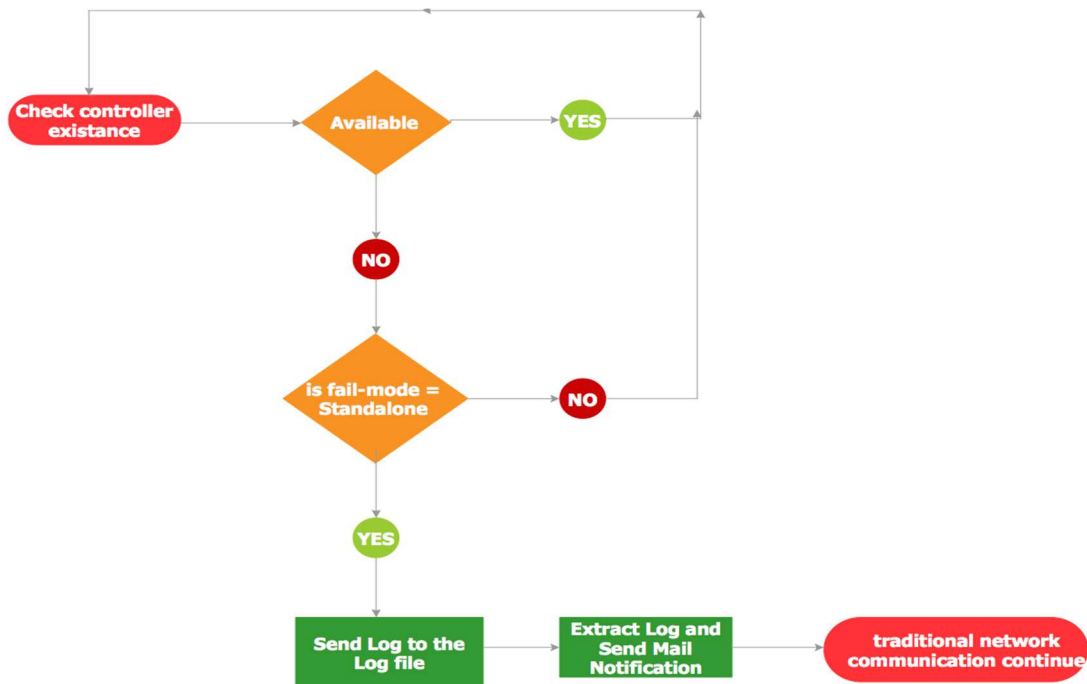 Check controller
existance
Available
YES
NO
is fail-mode =
Standalone
NO
YES
Send Log to the
Log file
Extract Log and
Send Mail
Notification
traditional network
communication continue